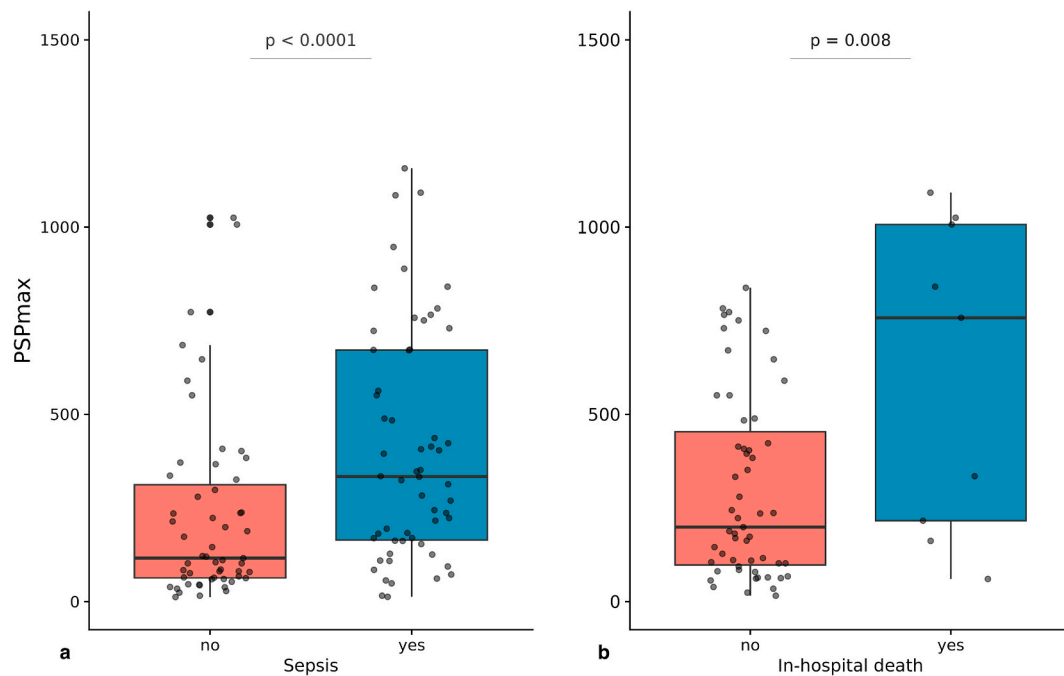 PSPmax
1500
1000
500
0
p < 0.0001
no
yes
Sepsis
a
1500
1000
500
0
p = 0.008
no
yes
In-hospital death
b